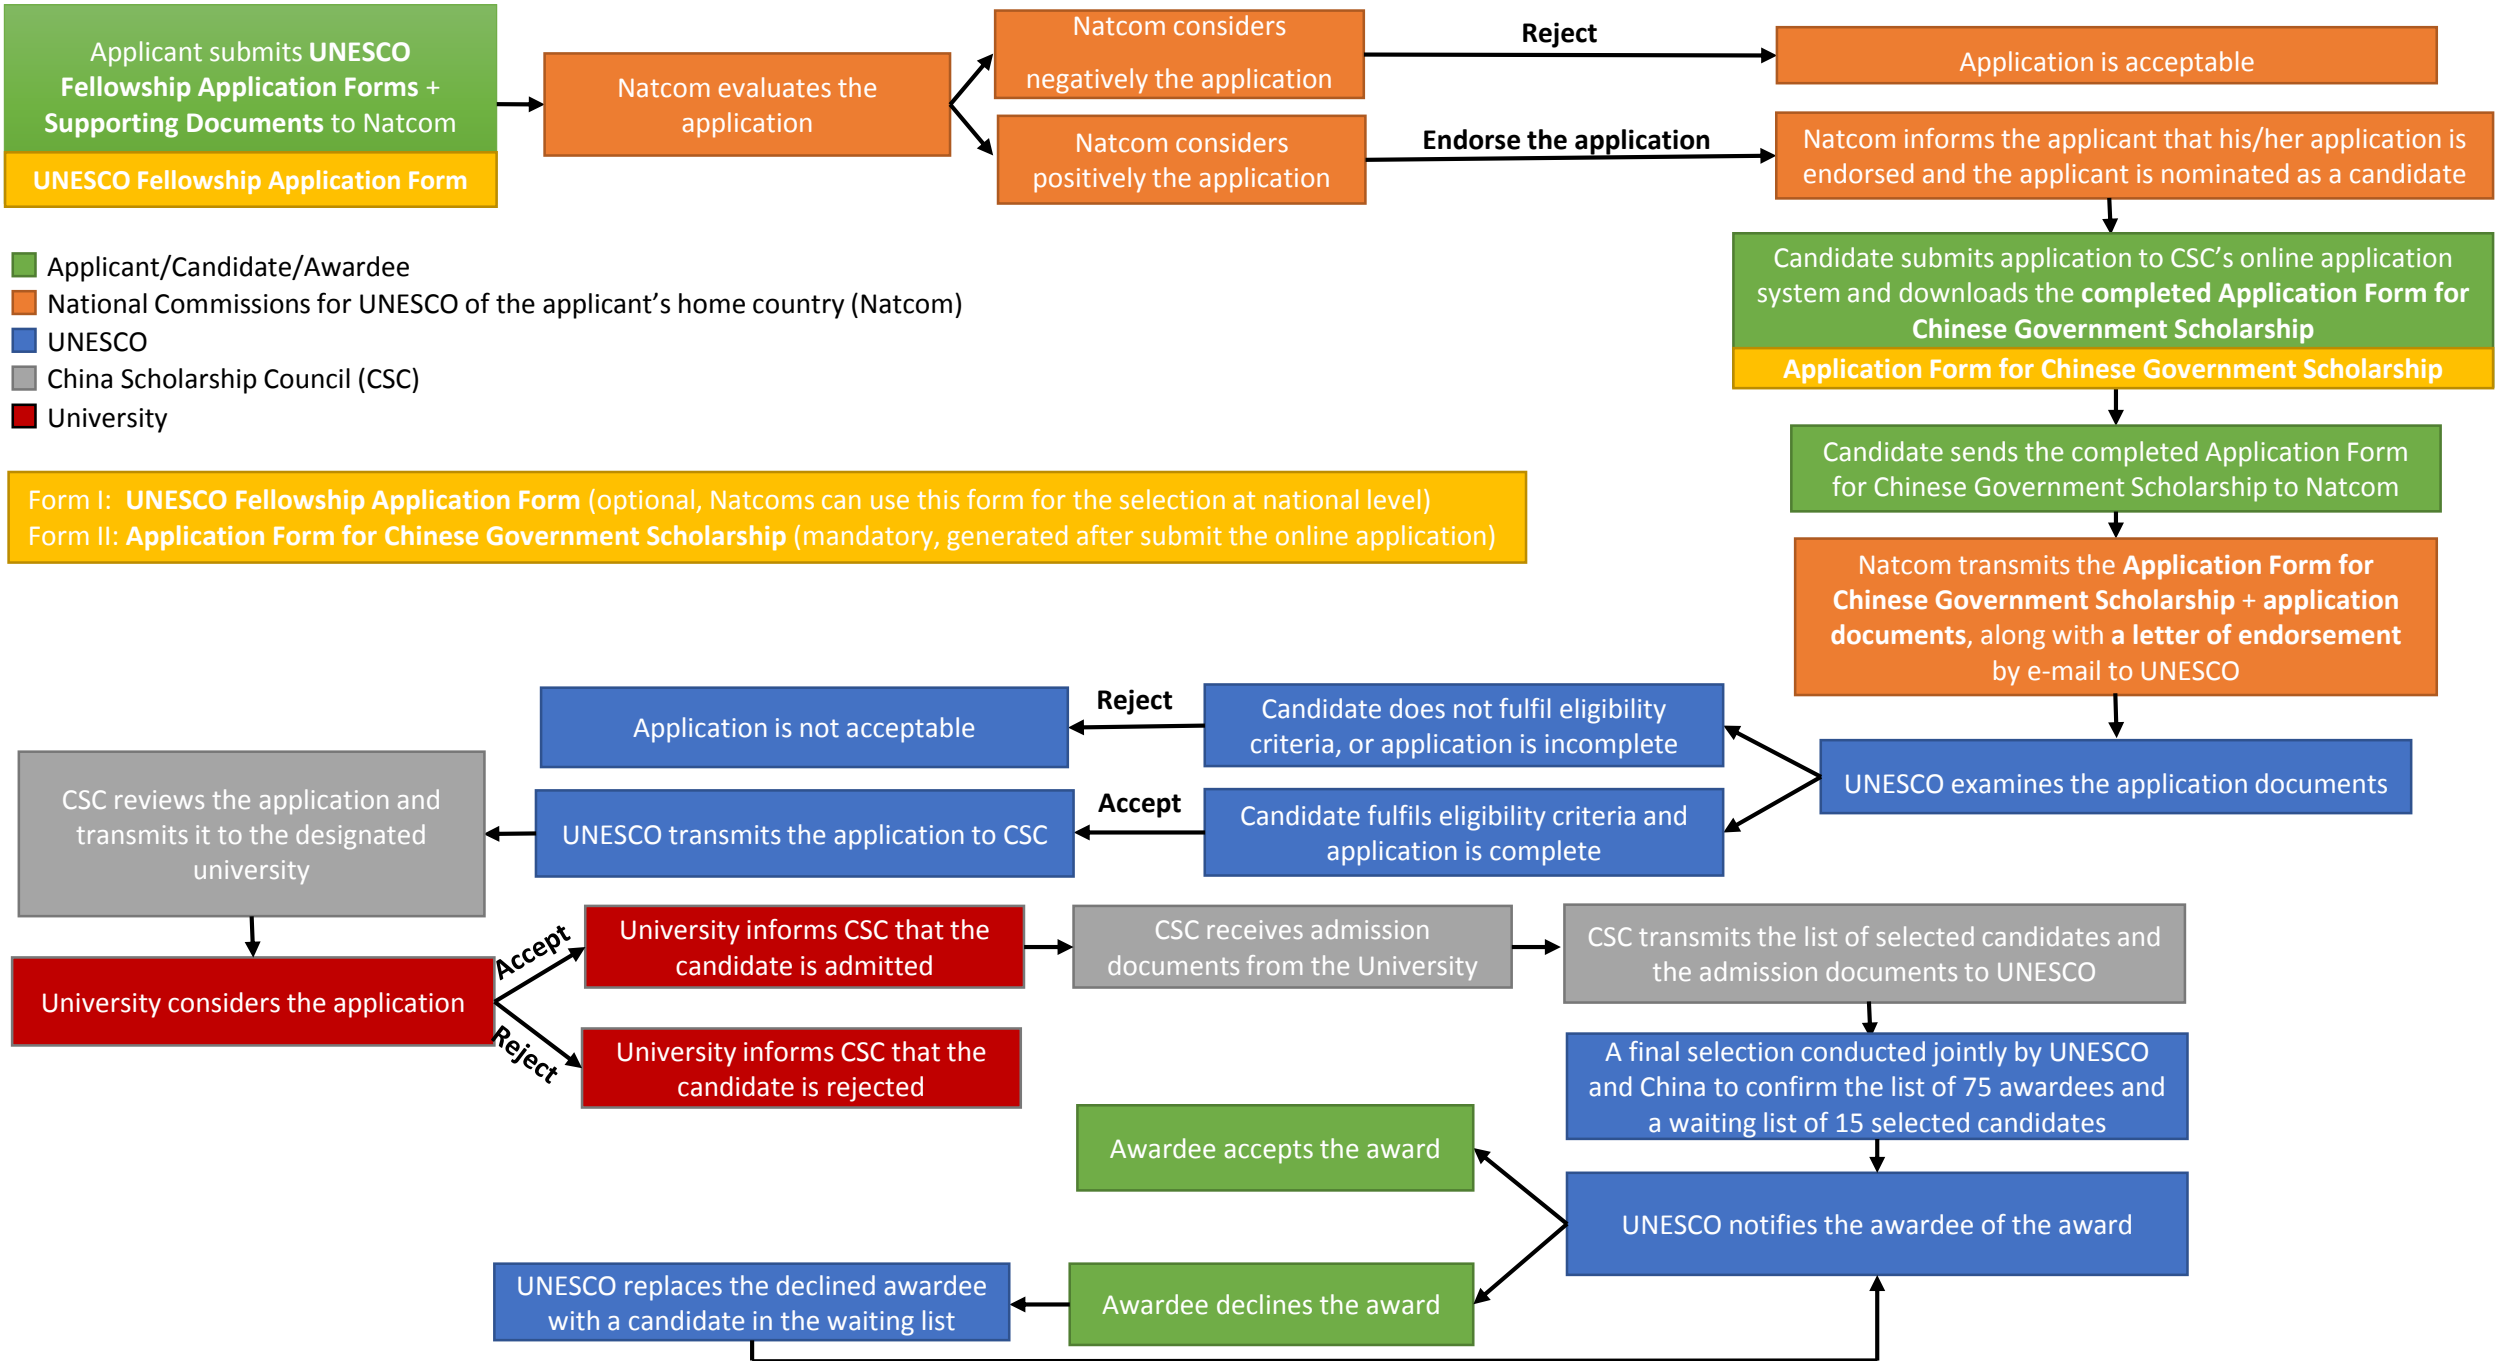 Applicant submits UNESCO
Fellowship Application Forms +
Supporting Documents to Natcom
UNESCO Fellowship Application Form
Natcom evaluates the
application
Natcom considers
negatively the application
Reject
Application is acceptable
Natcom considers
positively the application
Endorse the application
Natcom informs the applicant that his/her application is
endorsed and the applicant is nominated as a candidate
Applicant/Candidate/Awardee
National Commissions for UNESCO of the applicant’s home country (Natcom)
UNESCO
China Scholarship Council (CSC)
University
Candidate submits application to CSC’s online application
system and downloads the completed Application Form for
Chinese Government Scholarship
Application Form for Chinese Government Scholarship
Candidate sends the completed Application Form
for Chinese Government Scholarship to Natcom
Form I: UNESCO Fellowship Application Form (optional, Natcoms can use this form for the selection at national level)
Form II: Application Form for Chinese Government Scholarship (mandatory, generated after submit the online application)
Natcom transmits the Application Form for
Chinese Government Scholarship + application
documents, along with a letter of endorsement
by e-mail to UNESCO
UNESCO examines the application documents
Candidate does not fulfil eligibility
criteria, or application is incomplete
Reject
Application is not acceptable
Candidate fulfils eligibility criteria and
application is complete
Accept
UNESCO transmits the application to CSC
CSC reviews the application and
transmits it to the designated
university
University considers the application
Accept
University informs CSC that the
candidate is admitted
Reject
University informs CSC that the
candidate is rejected
CSC receives admission
documents from the University
CSC transmits the list of selected candidates and
the admission documents to UNESCO
A final selection conducted jointly by UNESCO
and China to confirm the list of 75 awardees and
a waiting list of 15 selected candidates
UNESCO notifies the awardee of the award
Awardee accepts the award
Awardee declines the award
UNESCO replaces the declined awardee
with a candidate in the waiting list